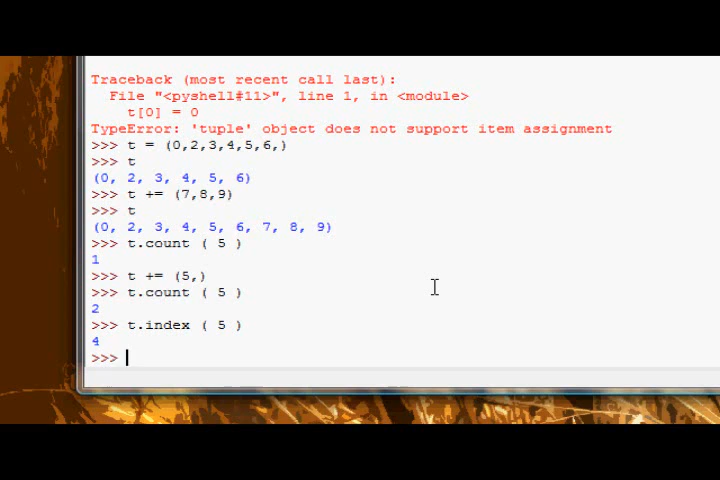 Traceback (most recent call last):
  File "<pyshell#11>", line 1, in <module>
    t[0] = 0
TypeError: 'tuple' object does not support item assignment
>>> t = (0,2,3,4,5,6,)
>>> t
(0, 2, 3, 4, 5, 6)
>>> t += (7,8,9)
>>> t
(0, 2, 3, 4, 5, 6, 7, 8, 9)
>>> t.count ( 5 )
1
>>> t += (5,)
>>> t.count ( 5 )
2
>>> t.index ( 5 )
4
>>>